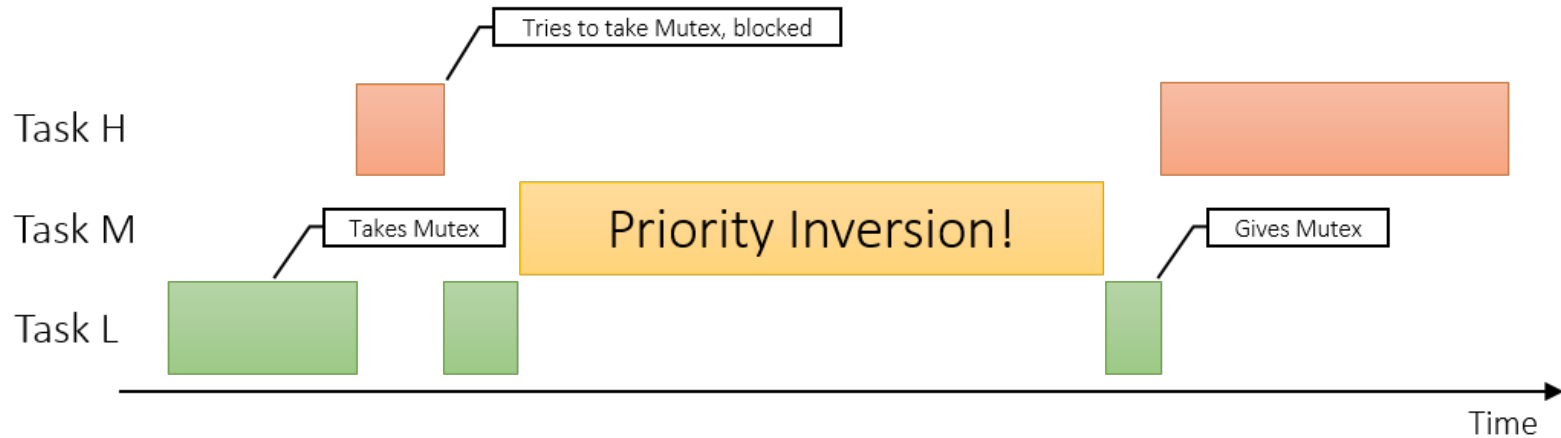 Tries to take Mutex, blocked
Task H
Task M
Takes Mutex
Priority Inversion!
Gives Mutex
Task L
Time